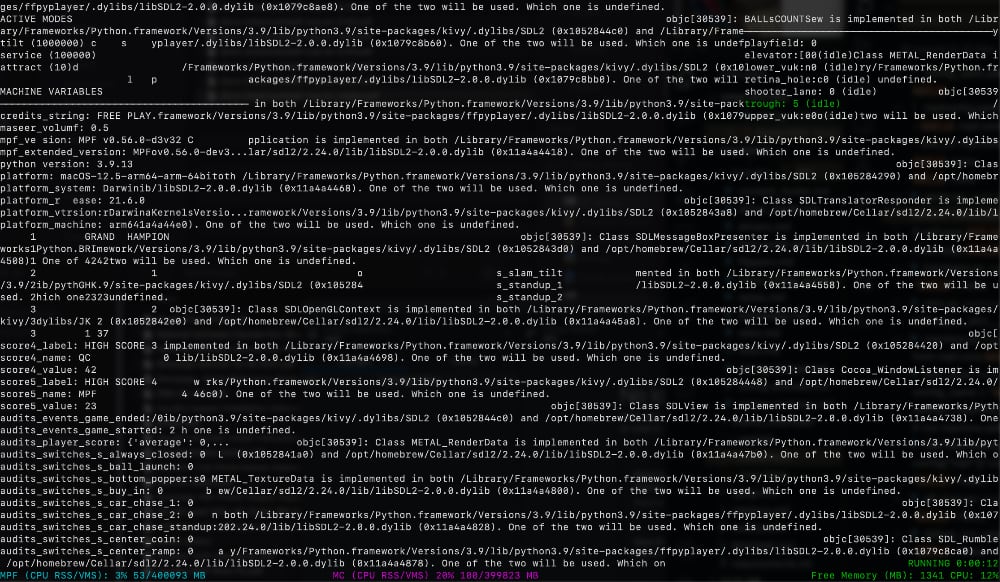 ges/ffpyplayer/.dylibs/libSDL2-2.0.0.dylib (0x1079c8ae8). One of the two will be used. Which one is undefined.
ACTIVE MODES objc[30539]: BALLsCOUNTSew is implemented in both /Libr
ary/Frameworks/Python.framework/Versions/3.9/lib/python3.9/site-packages/kivy/.dylibs/SDL2 (0x1052844c0) and /Library/Frame y
tilt (1000000) c s yplayer/.dylibs/libSDL2-2.0.0.dylib (0x1079c8b60). One of the two will be used. Which one is undefplayfield: 0
service (100000) elevator:[00(idle)Class METAL_RenderData i
attract (10)d /Frameworks/Python.framework/Versions/3.9/lib/python3.9/site-packages/kivy/.dylibs/SDL2 (0x10lower_vuk:n0 (idle)ry/Frameworks/Python.fr
l p ackages/ffpyplayer/.dylibs/libSDL2-2.0.0.dylib (0x1079c8bb0). One of the two will retina_hole:c0 (idle) undefined.
MACHINE VARIABLES shooter_lane: 0 (idle) objc[30539
in both /Library/Frameworks/Python.framework/Versions/3.9/lib/python3.9/site-packtrough: 5 (idle) /
credits_string: FREE PLAY.framework/Versions/3.9/lib/python3.9/site-packages/ffpyplayer/.dylibs/libSDL2-2.0.0.dylib (0x1079upper_vuk:e0o(idle)two will be used. Which
maseer_volumf: 0.5
mpf_ve sion: MPF v0.56.0-d3v32 C pplication is implemented in both /Library/Frameworks/Python.framework/Versions/3.9/lib/python3.9/site-packages/kivy/.dylibs/
mpf_extended_version: MPFov0.56.0-dev3...lar/sdl2/2.24.0/lib/libSDL2-2.0.0.dylib (0x11a4a4418). One of the two will be used. Which one is undefined.
python version: 3.9.13 objc[30539]: Clas
platform: macOS-12.5-arm64-arm-64bitoth /Library/Frameworks/Python.framework/Versions/3.9/lib/python3.9/site-packages/kivy/.dylibs/SDL2 (0x105284290) and /opt/homebr
platform_system: Darwinib/libSDL2-2.0.0.dylib (0x11a4a4468). One of the two will be used. Which one is undefined.
platform_r ease: 21.6.0 objc[30539]: Class SDLTranslatorResponder is impleme
platform_vtrsion:rDarwinaKernelsVersio...ramework/Versions/3.9/lib/python3.9/site-packages/kivy/.dylibs/SDL2 (0x1052843a8) and /opt/homebrew/Cellar/sdl2/2.24.0/lib/l
platform_machine: arm641a4a44e0). One of the two will be used. Which one is undefined.
1 GRAND HAMPION objc[30539]: Class SDLMessageBoxPresenter is implemented in both /Library/Frame
works1Python.BRImework/Versions/3.9/lib/python3.9/site-packages/kivy/.dylibs/SDL2 (0x1052843d0) and /opt/homebrew/Cellar/sdl2/2.24.0/lib/libSDL2-2.0.0.dylib (0x11a4a
4508)1 One of 4242two will be used. Which one is undefined.
2 1 o s_slam_tilt mented in both /Library/Frameworks/Python.framework/Versions
/3.9/2ib/pythGHK.9/site-packages/kivy/.dylibs/SDL2 (0x105284 s_standup_1 /libSDL2-2.0.0.dylib (0x11a4a4558). One of the two will be u
sed. 2hich one2323undefined. s_standup_2
3 2 objc[30539]: Class SDLOpenGLContext is implemented in both /Library/Frameworks/Python.framework/Versions/3.9/lib/python3.9/site-packages/
kivy/3dylibs/JK 2 (0x1052842e0) and /opt/homebrew/Cellar/sdl2/2.24.0/lib/libSDL2-2.0.0.dylib (0x11a4a45a8). One of the two will be used. Which one is undefined.
3 1 37 objc[
score4_label: HIGH SCORE 3 implemented in both /Library/Frameworks/Python.framework/Versions/3.9/lib/python3.9/site-packages/kivy/.dylibs/SDL2 (0x105284420) and /opt
score4_name: QC 0 lib/libSDL2-2.0.0.dylib (0x11a4a4698). One of the two will be used. Which one is undefined.
score4_value: 42 objc[30539]: Class Cocoa_WindowListener is im
score5_label: HIGH SCORE 4 w rks/Python.framework/Versions/3.9/lib/python3.9/site-packages/kivy/.dylibs/SDL2 (0x105284448) and /opt/homebrew/Cellar/sdl2/2.24.0/
score5_name: MPF 4 46c0). One of the two will be used. Which one is undefined.
score5_value: 23 objc[30539]: Class SDLView is implemented in both /Library/Frameworks/
audits_events_game_ended:/0ib/python3.9/site-packages/kivy/.dylibs/SDL2 (0x1052844c0) and /opt/homebrew/Cellar/sdl2/2.24.0/lib/libSDL2-2.0.0.dylib (0x11a4a4738). One
audits_events_game_started: 2 h one is undefined.
audits_player_score: {'average': 0,... objc[30539]: Class METAL_RenderData is implemented in both /Library/Frameworks/Python.framework/Versions/3.9/lib/pyt
audits_switches_s_always_closed: 0 L (0x1052841a0) and /opt/homebrew/Cellar/sdl2/2.24.0/lib/libSDL2-2.0.0.dylib (0x11a4a47b0). One of the two will be used. Which o
audits_switches_s_ball_launch: 0
audits_switches_s_bottom_popper:s0 METAL_TextureData is implemented in both /Library/Frameworks/Python.framework/Versions/3.9/lib/python3.9/site-packages/kivy/.dylib
audits_switches_s_buy_in: 0 b ew/Cellar/sdl2/2.24.0/lib/libSDL2-2.0.0.dylib (0x11a4a4800). One of the two will be used. Which one is undefined.
audits_switches_s_car_chase_1: 0 objc[30539]: Cla
audits_switches_s_car_chase_2: 0 n both /Library/Frameworks/Python.framework/Versions/3.9/lib/python3.9/site-packages/ffpyplayer/.dylibs/libSDL2-2.0.0.dylib (0x107
audits_switches_s_car_chase_standup:202.24.0/lib/libSDL2-2.0.0.dylib (0x11a4a4828). One of the two will be used. Which one is undefined.
audits_switches_s_center_coin: 0 objc[30539]: Class SDL_Rumble
audits_switches_s_center_ramp: 0 a y/Frameworks/Python.framework/Versions/3.9/lib/python3.9/site-packages/ffpyplayer/.dylibs/libSDL2-2.0.0.dylib (0x1079c8ca0) and
/opt/homebrew/Cellar/sdl2/2.24.0/lib/libSDL2-2.0.0.dylib (0x11a4a4878). One of the two will be used. Which on RUNNING 0:00:12
MPF (CPU RSS/VMS): 3% 53/400093 MB MC (CPU RSS/VMS) 20% 100/399823 MB Free Memory (MB): 1341 CPU: 12%